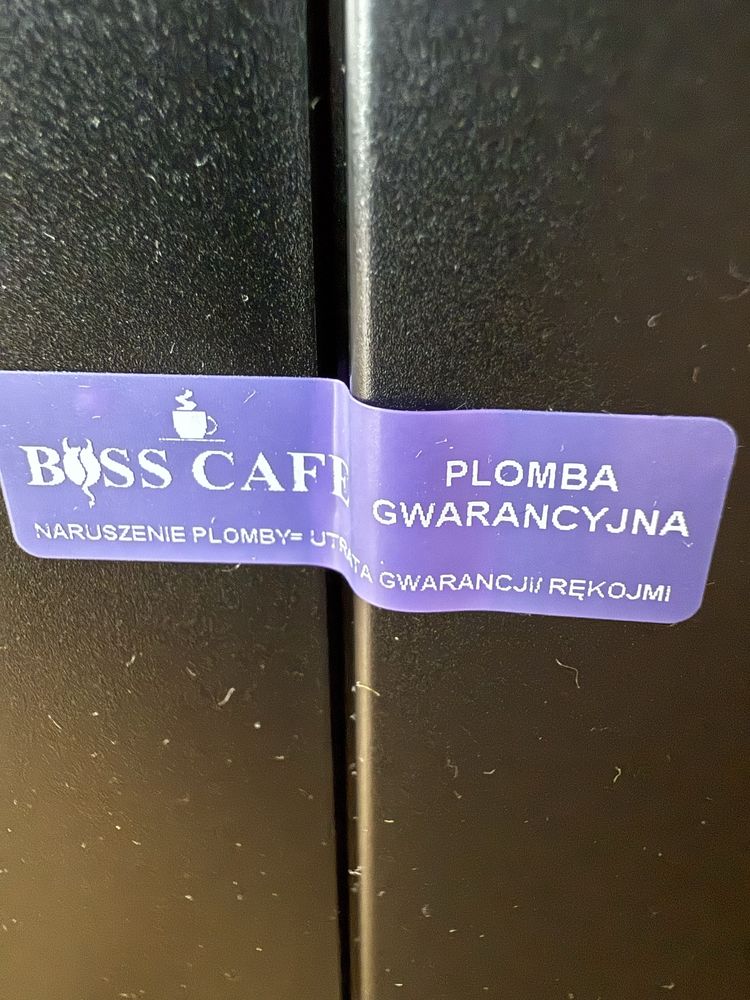 BOSS CAFE
NARUSZENIE PLOMBY= UTRATA GWARANCJI/ RĘKOJMI
PLOMBA
GWARANCYJNA